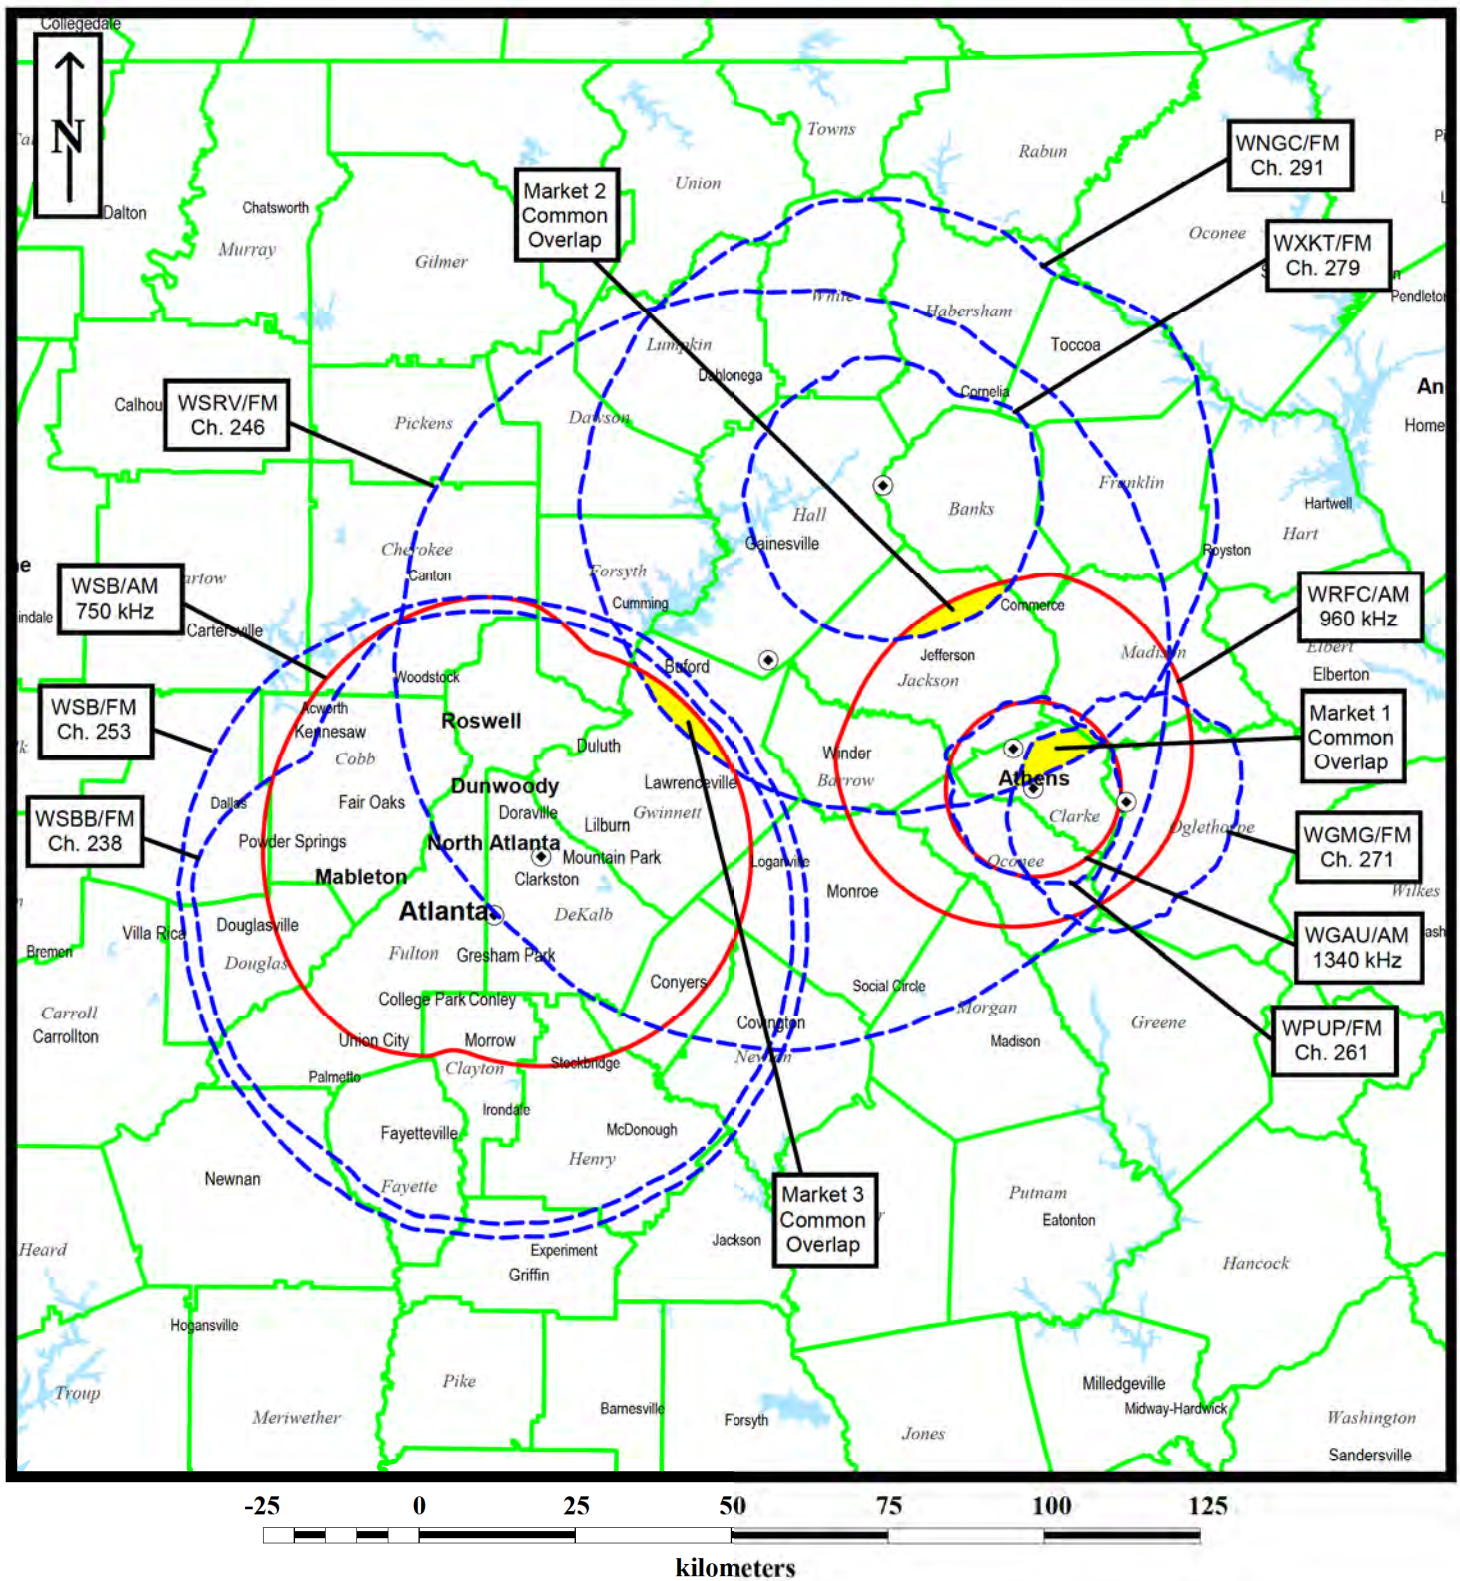 Collegedale
N
Dalton
Chatsworth
Murray
Gilmer
Union
Towns
Rabun
Oconee
WNGC/FM
Ch. 291
WXKT/FM
Ch. 279
Pendleton
Market 2
Common
Overlap
White
Habersham
Lumpkin
Toccoa
Dahlonega
Cornelia
An
Home
Calhou
WSRV/FM
Ch. 246
Pickens
Dawson
Franklin
Hartwell
Hart
Royston
Hall
Banks
Gainesville
Cherokee
Canton
Forsyth
Cumming
Commerce
WSB/AM
750 kHz
artow
indale
Cartersville
WRFC/AM
960 kHz
Elbert
Elberton
Jefferson
Jackson
Madison
Buford
Woodstock
WSB/FM
Ch. 253
Acworth
Kennesaw
Cobb
Roswell
Duluth
Market 1
Common
Overlap
Winder
Barrow
Athens
Clarke
Lawrenceville
Gwinnett
Dunwoody
Doraville
Lilburn
Fair Oaks
Dallas
WSBB/FM
Ch. 238
Powder Springs
North Atlanta
Mountain Park
Clarkston
Loganville
Oconee
Oglethorpe
WGMG/FM
Ch. 271
Wilkes
Mableton
Monroe
Atlanta
DeKalb
Villa Rica
Douglasville
Bremen
Douglas
Fulton
Gresham Park
WGAU/AM
1340 kHz
ash
Conyers
Social Circle
College Park
Conley
Carroll
Carrollton
Union City
Morrow
Covington
Newton
Morgan
Madison
Greene
WPUP/FM
Ch. 261
Stockbridge
Clayton
Palmetto
Irondale
McDonough
Fayetteville
Henry
Newnan
Fayette
Market 3
Common
Overlap
r
Putnam
Eatonton
Heard
Experiment
Griffin
Jackson
Hancock
Hogansville
Troup
Meriwether
Pike
Barnesville
Forsyth
Jones
Milledgeville
Midway-Hardwick
Washington
Sandersville
-25 0 25 50 75 100 125
kilometers